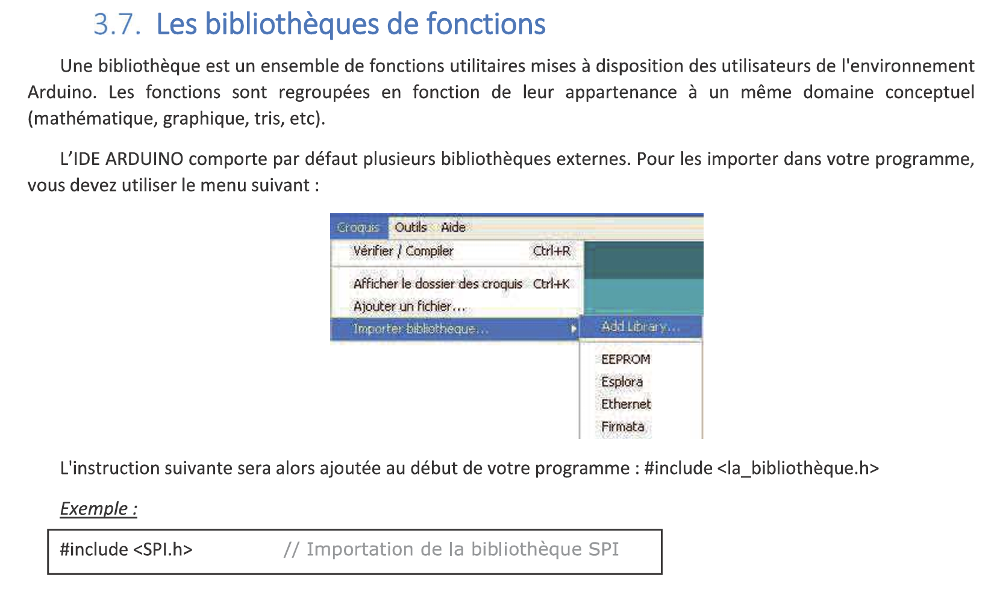 3.7. Les bibliothèques de fonctions
Une bibliothèque est un ensemble de fonctions utilitaires mises à disposition des utilisateurs de l'environnement
Arduino. Les fonctions sont regroupées en fonction de leur appartenance à un même domaine conceptuel
(mathématique, graphique, tris, etc).
L’IDE ARDUINO comporte par défaut plusieurs bibliothèques externes. Pour les importer dans votre programme,
vous devez utiliser le menu suivant :
Croquis Outils Aide
Vérifier / Compiler Ctrl+R
Afficher le dossier des croquis Ctrl+K
Ajouter un fichier...
Importer bibliothèque... Add Library...
EEPROM
Esplora
Ethernet
Firmata
L'instruction suivante sera alors ajoutée au début de votre programme : #include <la_bibliothèque.h>
Exemple :
#include <SPI.h> // Importation de la bibliothèque SPI